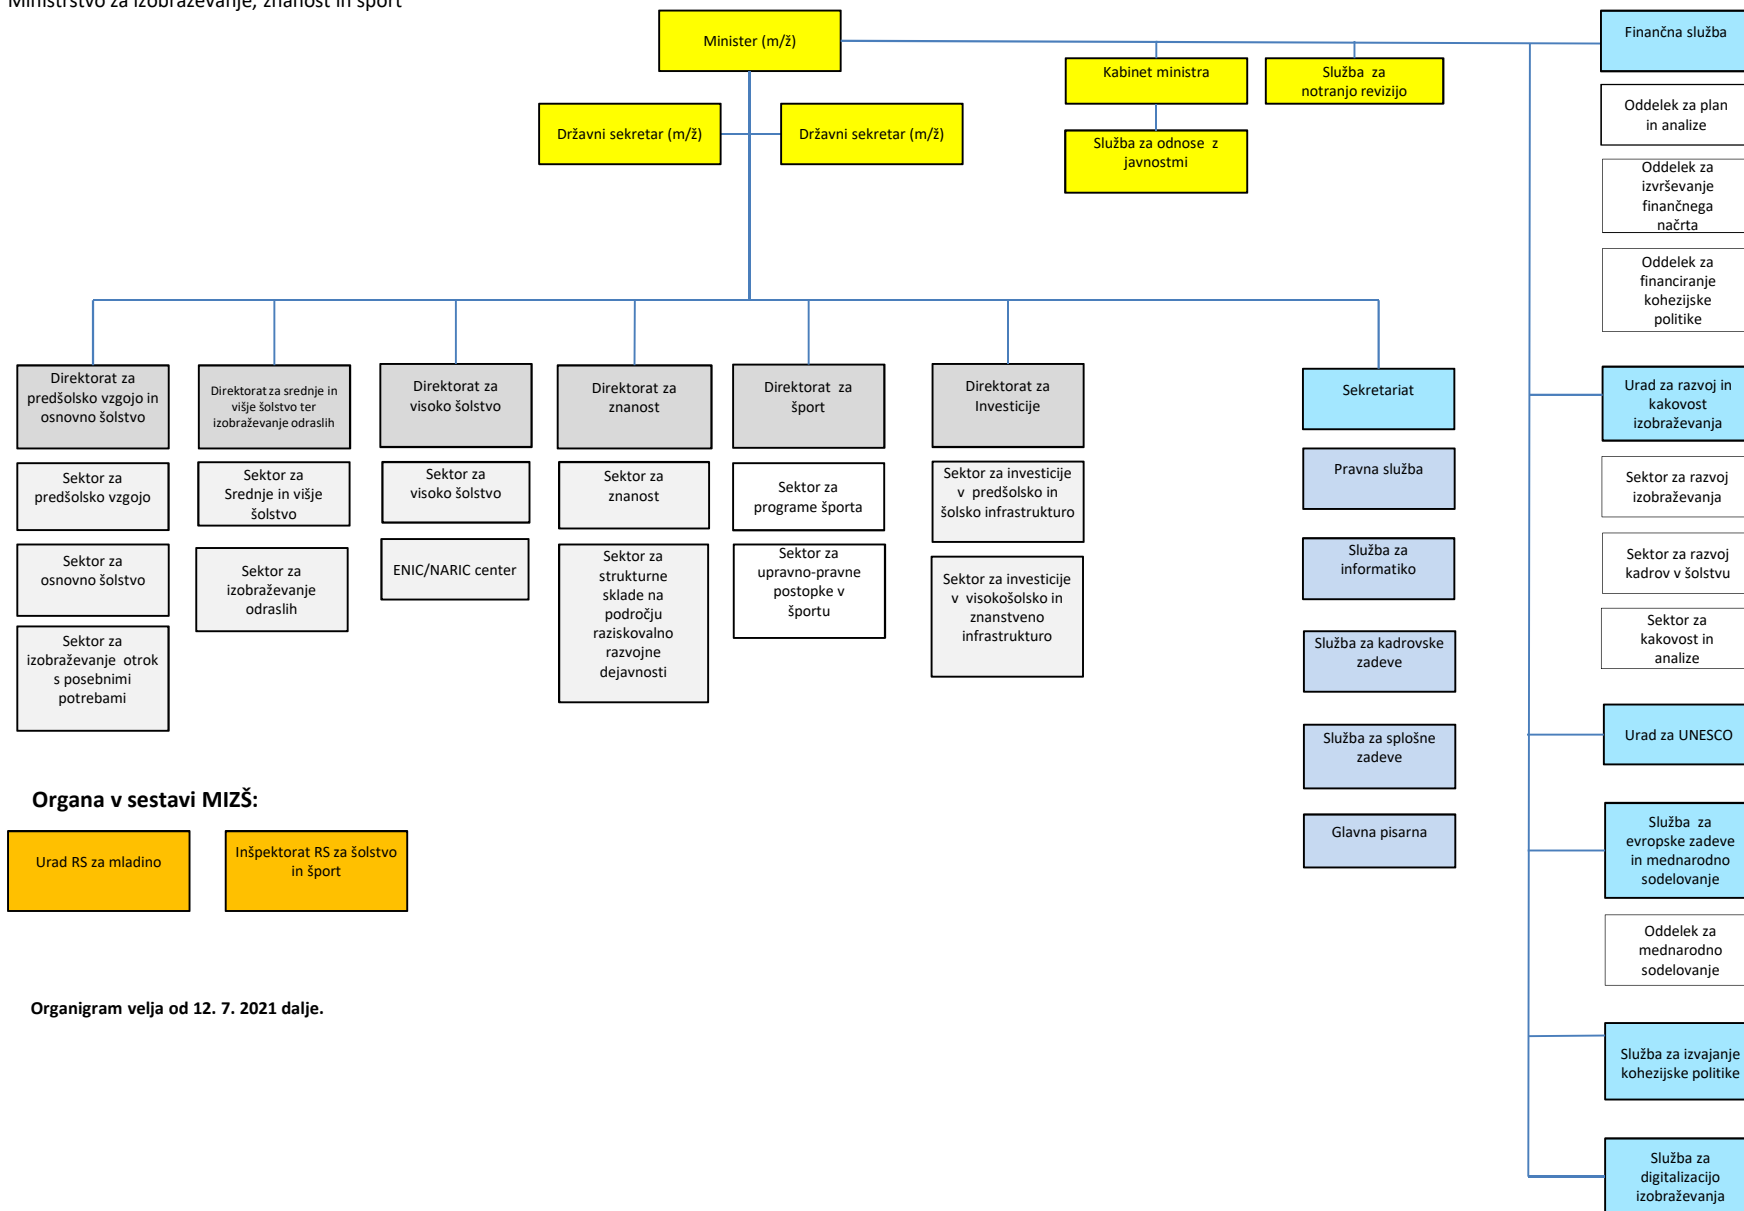 Ministrstvo za izobraževanje, znanost in šport
Minister (m/ž)
Kabinet ministra
Služba za
notranjo revizijo
Državni sekretar (m/ž)
Državni sekretar (m/ž)
Služba za odnose z
javnostmi
Finančna služba
Oddelek za plan
in analize
Oddelek za
izvrševanje
finančnega
načrta
Oddelek za
financiranje
kohezijske
politike
Direktorat za
predšolsko vzgojo in
osnovno šolstvo
Sektor za
predšolsko vzgojo
Sektor za
osnovno šolstvo
Sektor za
izobraževanje otrok
s posebnimi
potrebami
Direktorat za srednje in
višje šolstvo ter
izobraževanje odraslih
Sektor za
Srednje in višje
šolstvo
Sektor za
izobraževanje
odraslih
Direktorat za
visoko šolstvo
Sektor za
visoko šolstvo
ENIC/NARIC center
Direktorat za
znanost
Sektor za
znanost
Sektor za
strukturne
sklade na
področju
raziskovalno
razvojne
dejavnosti
Direktorat za
šport
Sektor za
programe športa
Sektor za
upravno-pravne
postopke v
športu
Direktorat za
Investicije
Sektor za investicije
v predšolsko in
šolsko infrastrukturo
Sektor za investicije
v visokošolsko in
znanstveno
infrastrukturo
Sekretariat
Pravna služba
Služba za
informatiko
Služba za kadrovske
zadeve
Služba za splošne
zadeve
Glavna pisarna
Urad za razvoj in
kakovost
izobraževanja
Sektor za razvoj
izobraževanja
Sektor za razvoj
kadrov v šolstvu
Sektor za
kakovost in
analize
Urad za UNESCO
Služba za
evropske zadeve
in mednarodno
sodelovanje
Oddelek za
mednarodno
sodelovanje
Služba za izvajanje
kohezijske politike
Služba za
digitalizacijo
izobraževanja
Organa v sestavi MIZŠ:
Urad RS za mladino
Inšpektorat RS za šolstvo
in šport
Organigram velja od 12. 7. 2021 dalje.